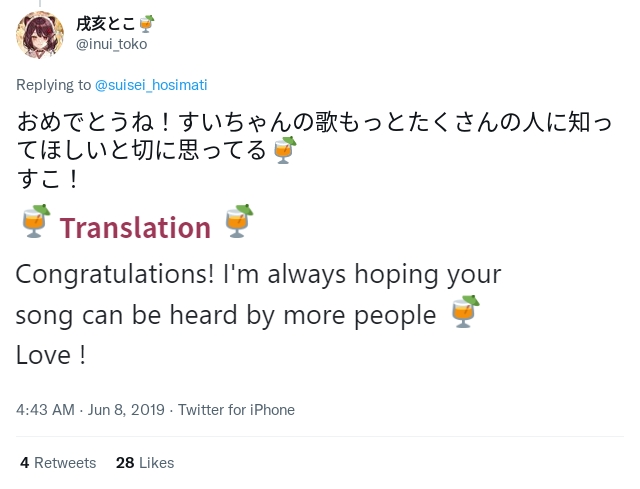 戌亥とこ🍹
@inui_toko
Replying to @suisei_hosimati
おめでとうね！すいちゃんの歌もっとたくさんの人に知っ
てほしいと切に思ってる🍹
すこ！
🍹 Translation 🍹
Congratulations! I'm always hoping your
song can be heard by more people 🍹
Love !
4:43 AM · Jun 8, 2019 · Twitter for iPhone
4 Retweets 28 Likes